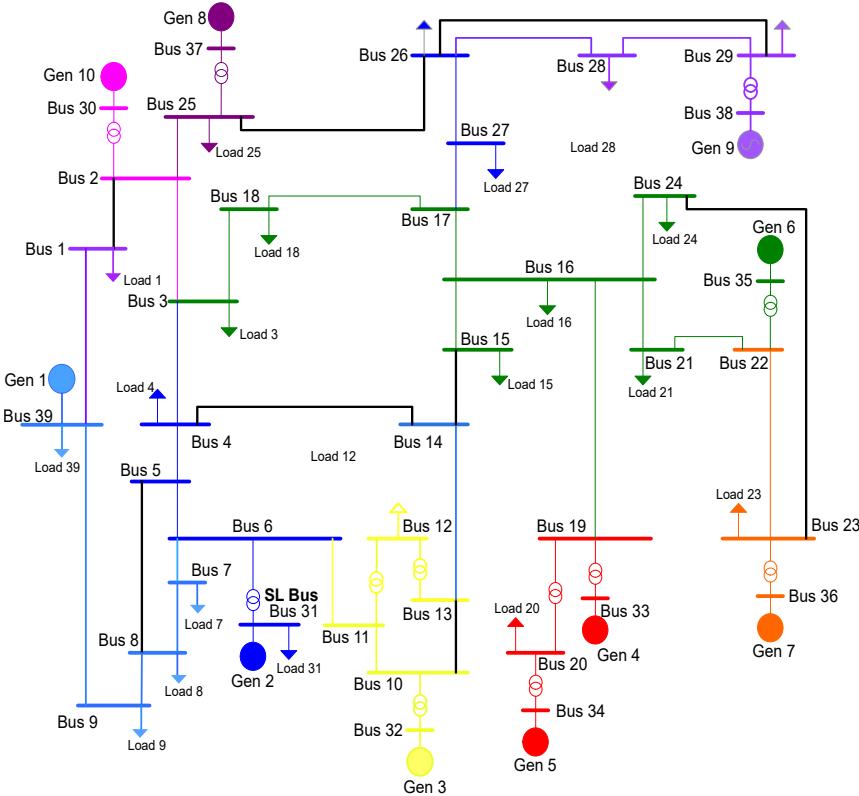 Gen 8
Bus 37
Bus 26
Bus 28
Bus 29
Gen 10
Bus 30
Bus 25
Bus 38
Gen 9
Load 25
Bus 27
Load 28
Bus 2
Load 27
Bus 18
Bus 17
Bus 24
Gen 6
Bus 1
Load 18
Load 24
Load 1
Bus 16
Bus 35
Bus 3
Load 3
Load 16
Bus 15
Bus 21
Bus 22
Gen 1
Load 4
Load 15
Load 21
Bus 39
Bus 4
Bus 14
Load 39
Load 12
Bus 5
Load 23
Bus 6
Bus 12
Bus 19
Bus 23
Bus 7
SL Bus
Bus 31
Load 7
Bus 13
Load 20
Bus 33
Bus 36
Bus 8
Bus 11
Gen 4
Gen 7
Load 31
Gen 2
Bus 10
Bus 20
Load 8
Bus 9
Bus 32
Bus 34
Load 9
Gen 5
Gen 3